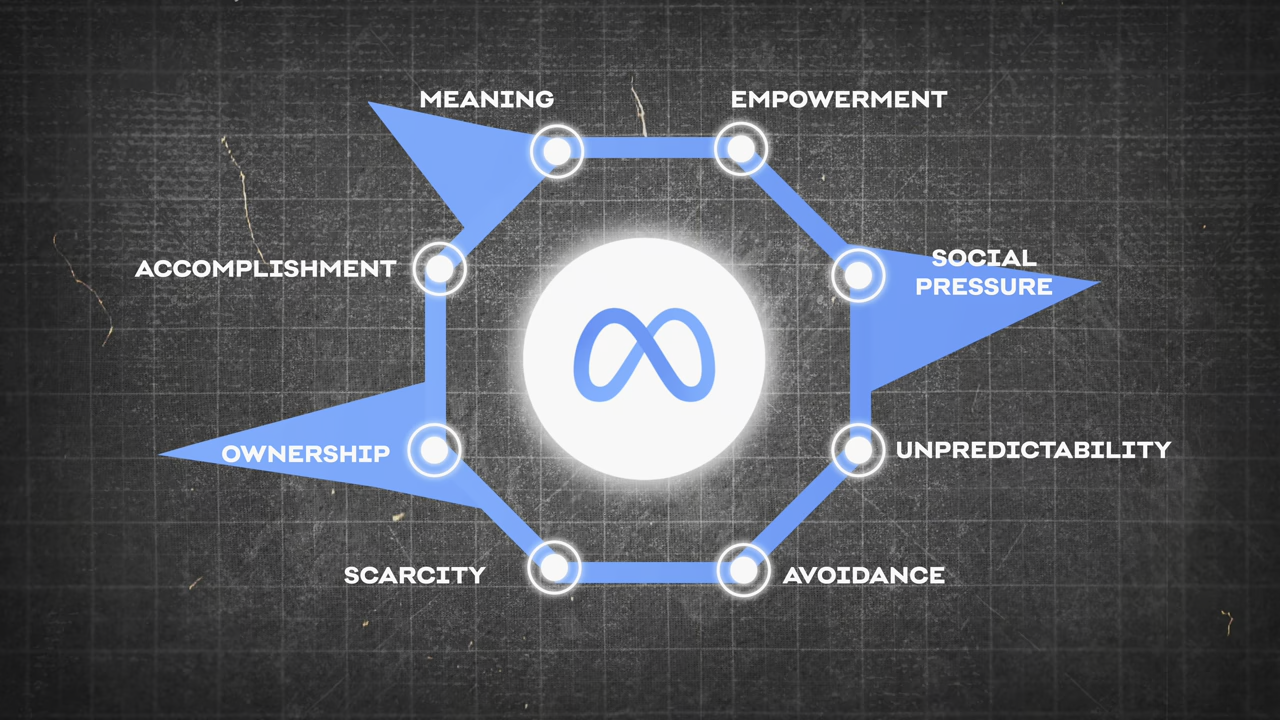 MEANING
EMPOWERMENT
ACCOMPLISHMENT
SOCIAL
PRESSURE
OWNERSHIP
UNPREDICTABILITY
SCARCITY
AVOIDANCE